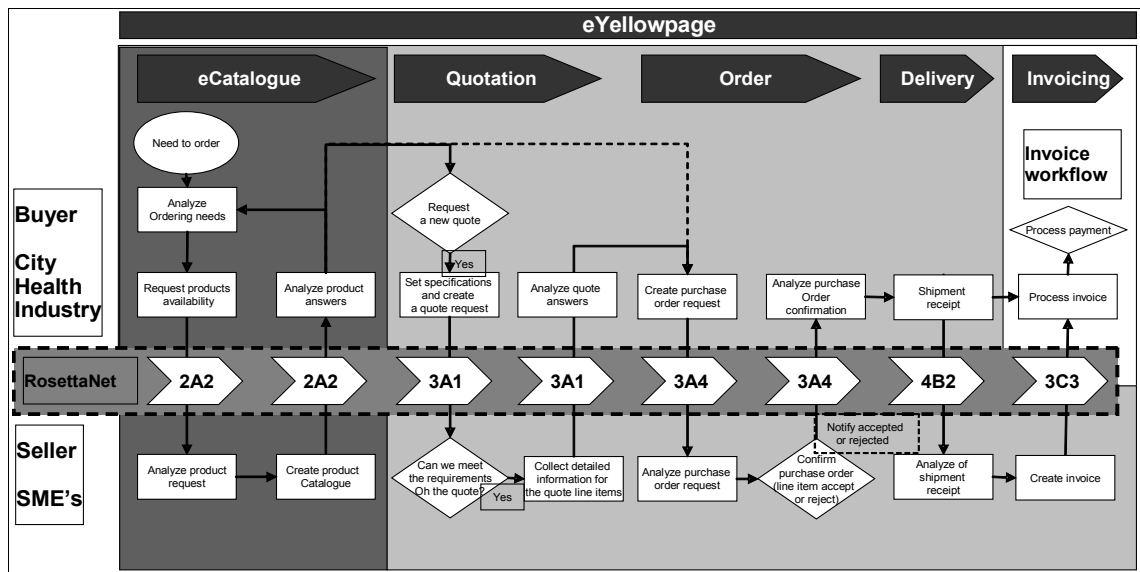 eYellowpage
eCatalogue
Quotation
Order
Delivery
Invoicing
Need to order
Analyze
Ordering needs
Request
a new quote
Yes
Invoice
workflow
Process payment
Buyer
City
Health
Industry
Request products
availability
Analyze product
answers
Set specifications
and create
a quote request
Analyze quote
answers
Create purchase
order request
Analyze purchase
Order
confirmation
Shipment
receipt
Process invoice
RosettaNet
2A2
2A2
3A1
3A1
3A4
3A4
4B2
3C3
Notify accepted
or rejected
Seller
SME's
Analyze product
request
Create product
Catalogue
Can we meet
the requirements
Oh the quote?
Yes
Collect detailed
information for
the quote line items
Analyze purchase
order request
Confirm
purchase order
(line item accept
or reject)
Analyze of
shipment
receipt
Create invoice